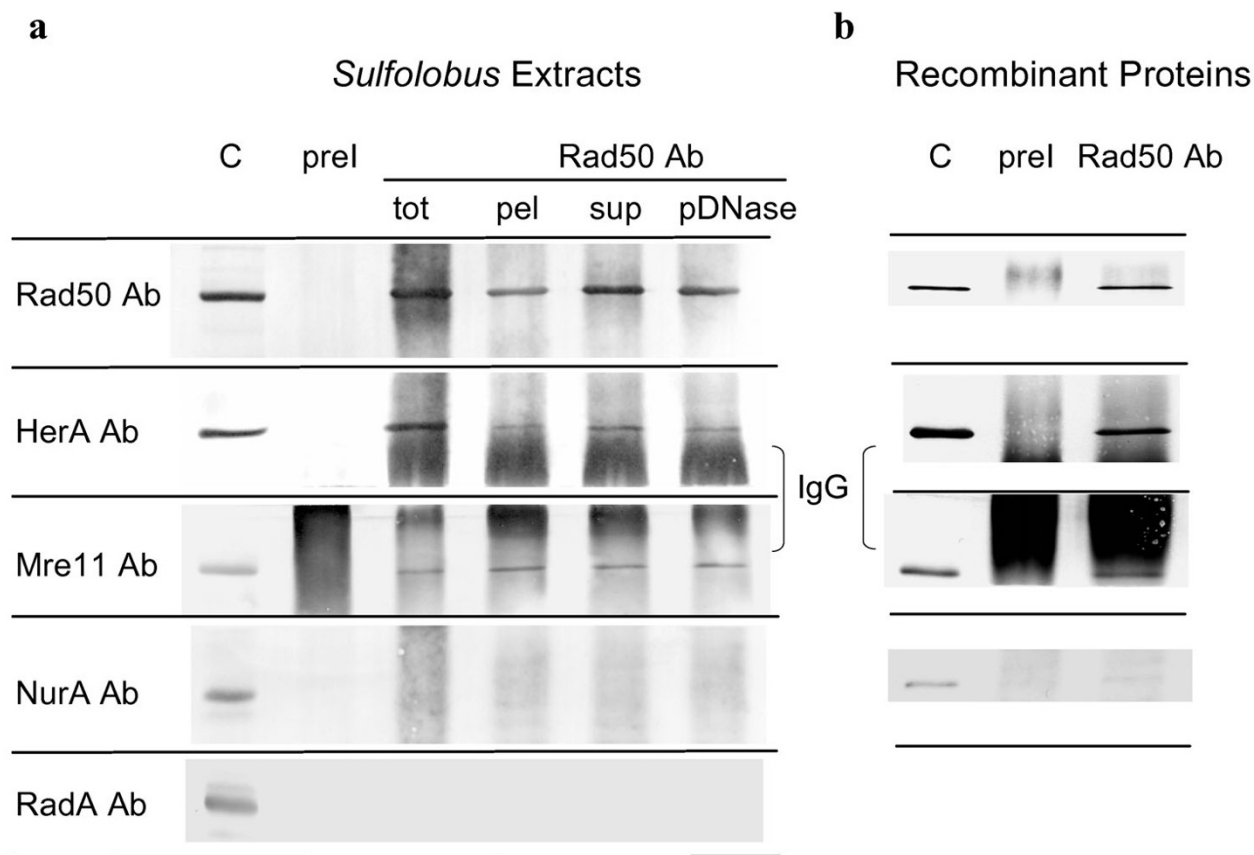 a
b
Sulfolobus Extracts
Recombinant Proteins
C preI Rad50 Ab
tot pel sup pDNase
C preI Rad50 Ab
Rad50 Ab
HerA Ab
IgG
Mre11 Ab
NurA Ab
RadA Ab